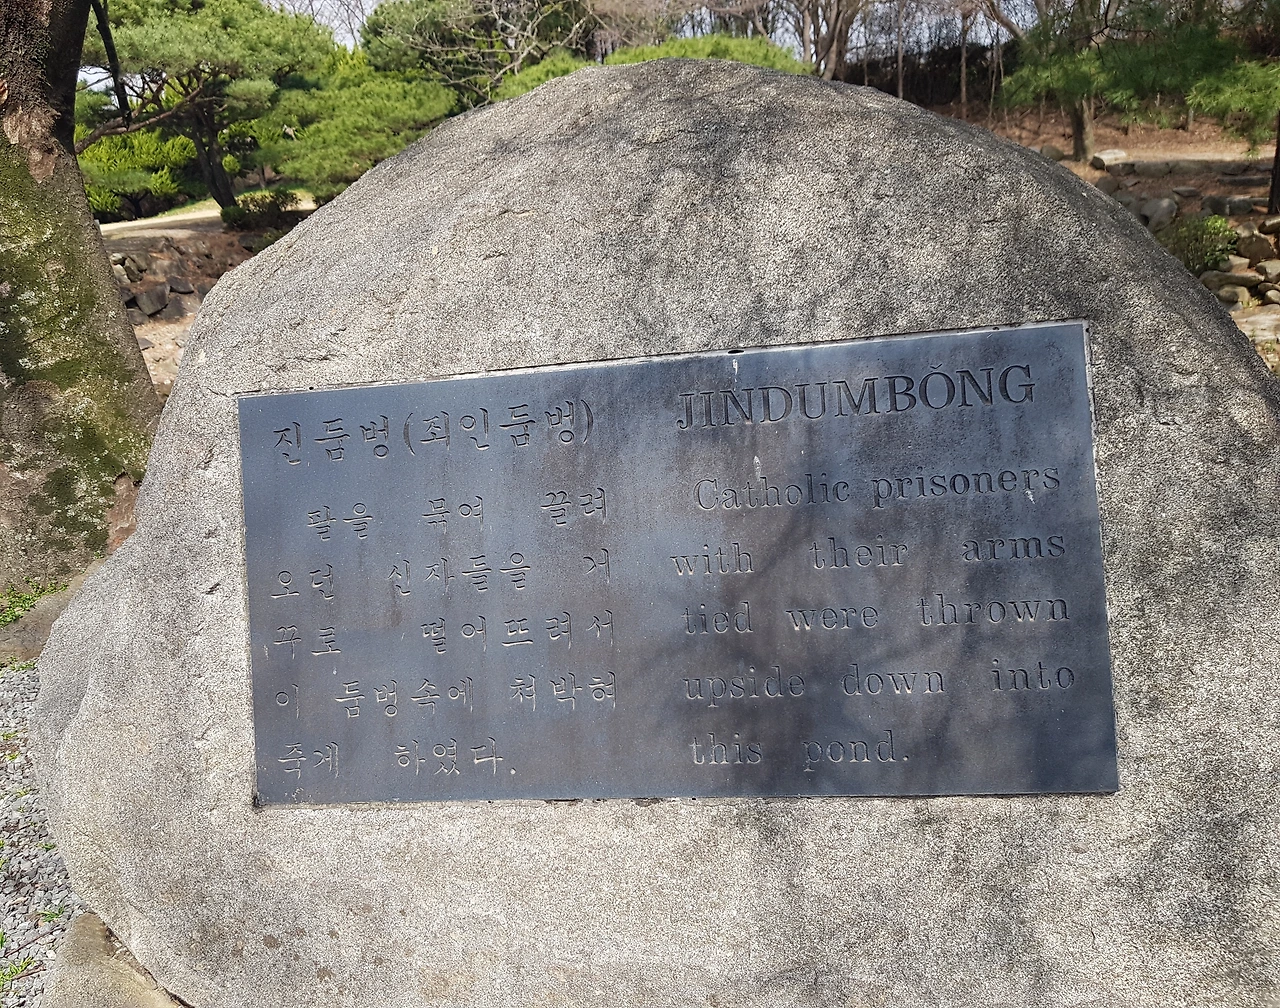 진둠벙(죄인둠벙)
팔을 묶여 끌려
오던 신자들을 거
꾸로 떨어뜨려서
이 둠벙속에 쳐박혀
죽게 하였다.
JINDUMBŎNG
Catholic prisoners
with their arms
tied were thrown
upside down into
this pond.